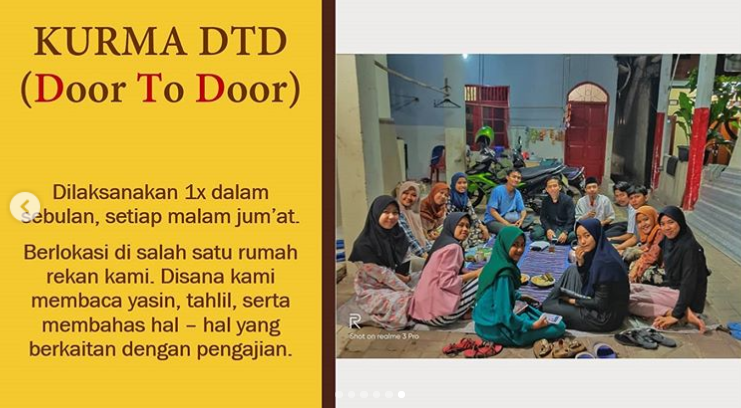 KURMA DTD
(Door To Door)
Dilaksanakan 1x dalam
sebulan, setiap malam jum'at.
Berlokasi di salah satu rumah
rekan kami. Disana kami
membaca yasin, tahlil, serta
membahas hal – hal yang
berkaitan dengan pengajian.
R
Shot on realme 3 Pro